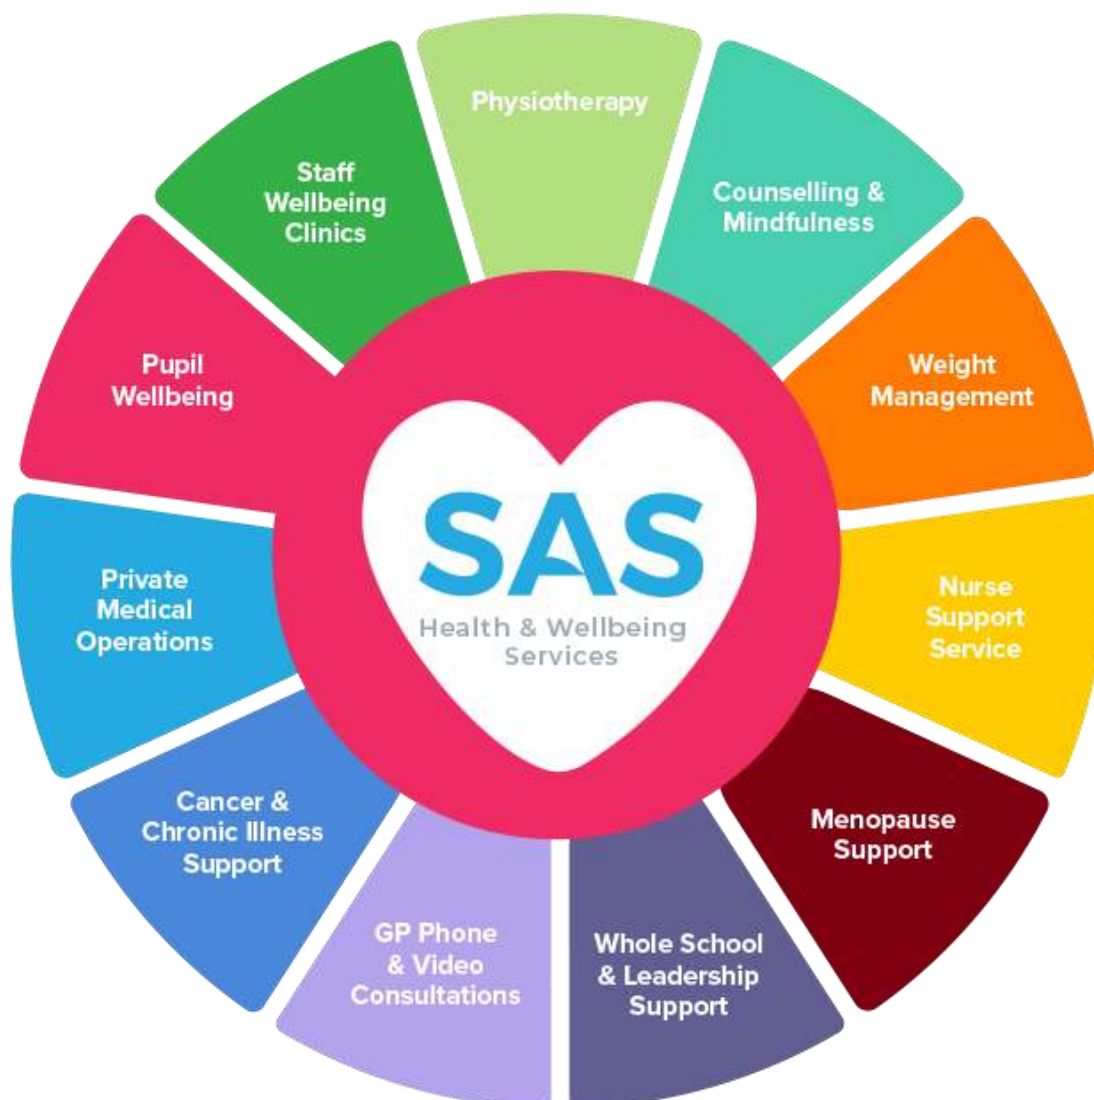 Physiotherapy
Counselling &
Mindfulness
Weight
Management
Nurse
Support
Service
Menopause
Support
Whole School
& Leadership
Support
GP Phone
& Video
Consultations
Cancer &
Chronic Illness
Support
Private
Medical
Operations
Pupil
Wellbeing
Staff
Wellbeing
Clinics
SAS
Health & Wellbeing
Services